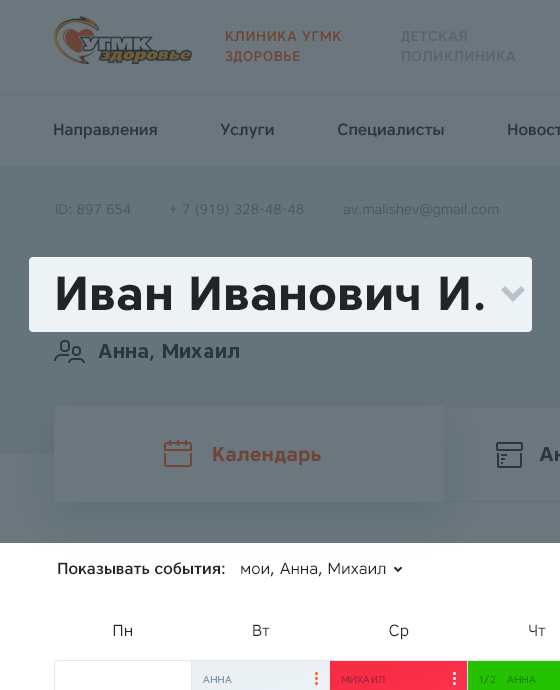 УГМК
здоровье
КЛИНИКА УГМК
ЗДОРОВЬЕ
ДЕТСКАЯ
ПОЛИКЛИНИКА
Направления Услуги Специалисты Новост
ID: 897 654 + 7 (919) 328-48-48 av.malishev@gmail.com
Иван Иванович И.
Анна, Михаил
Календарь Ан
Показывать события: мои, Анна, Михаил
Пн Вт Ср Чт
АННА МИХАИЛ 1/2 АННА